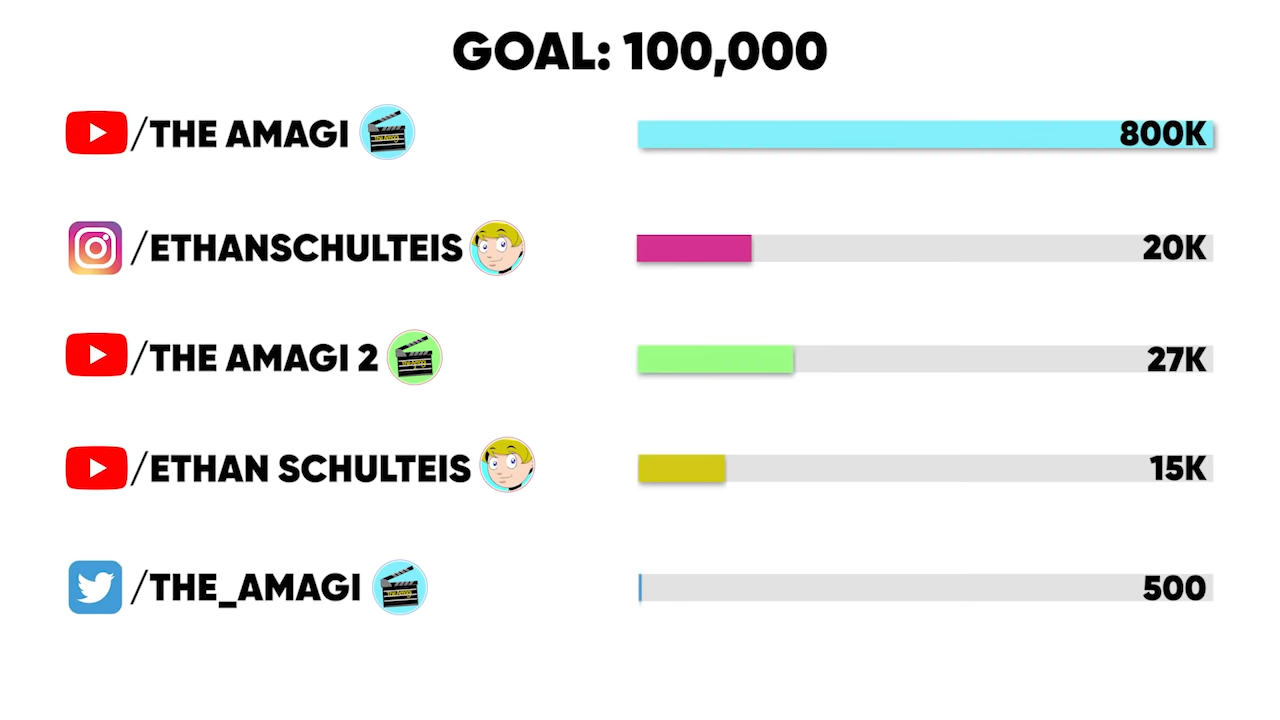 GOAL: 100,000
/THE AMAGI 800K
/ETHANSCHULTEIS 20K
/THE AMAGI 2 27K
/ETHAN SCHULTEIS 15K
/THE_AMAGI 500